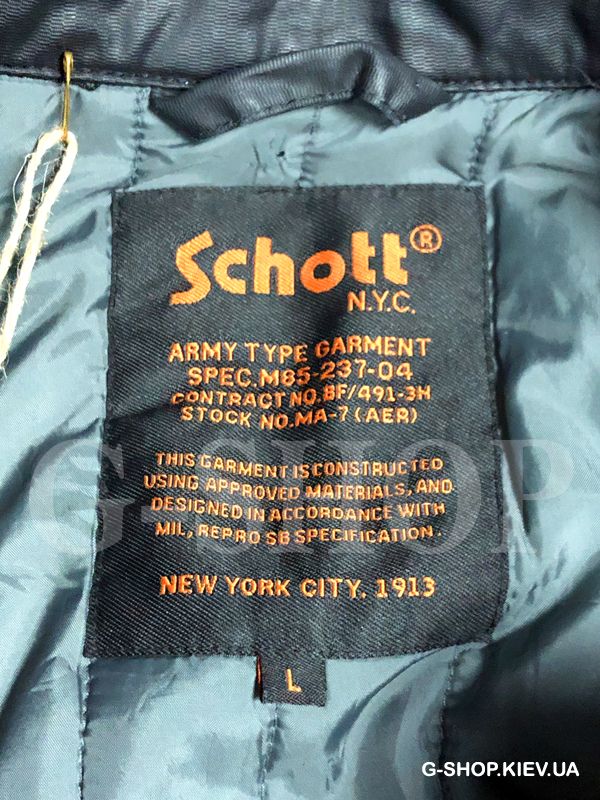 Schott®
N.Y.C.
ARMY TYPE GARMENT
SPEC.M85-237-04
CONTRACT NO.BF/491-3H
STOCK NO.MA-7(AER)
THIS GARMENT IS CONSTRUCTED
USING APPROVED MATERIALS, AND
DESIGNED IN ACCORDANCE WITH
MIL, REPRO SB SPECIFICATION.
NEW YORK CITY. 1913
L
G-SHOP
G-SHOP.KIEV.UA